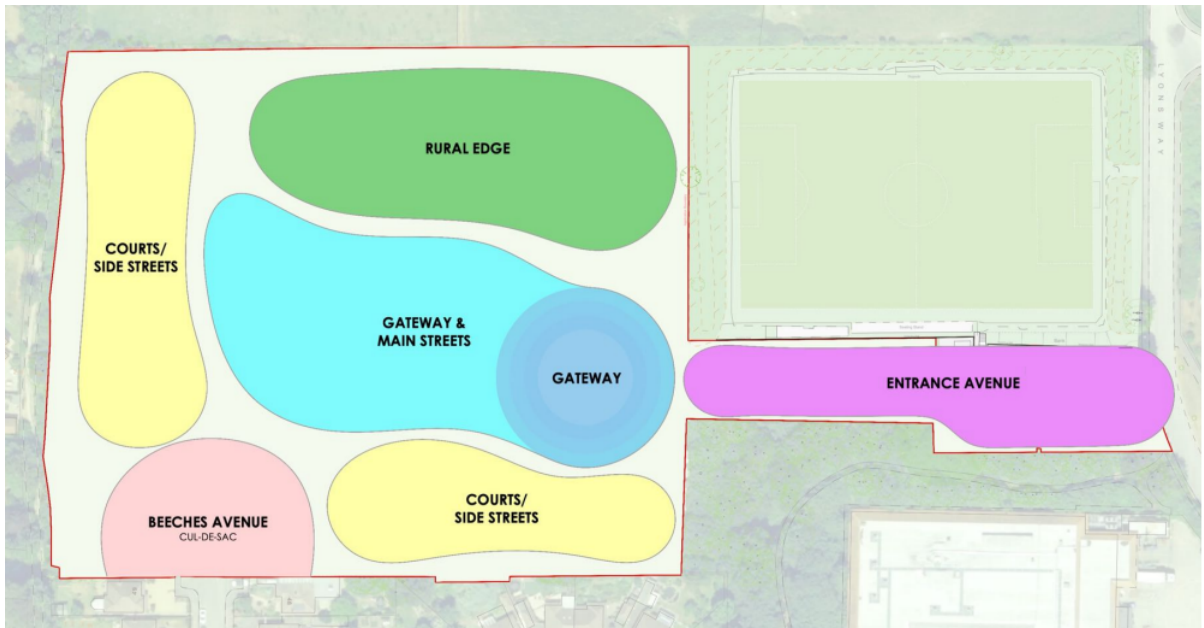 RURAL EDGE
LYONSWAY
COURTS/
SIDE STREETS
GATEWAY &
MAIN STREETS
GATEWAY
ENTRANCE AVENUE
COURTS/
SIDE STREETS
BEECHES AVENUE
CUL-DE-SAC